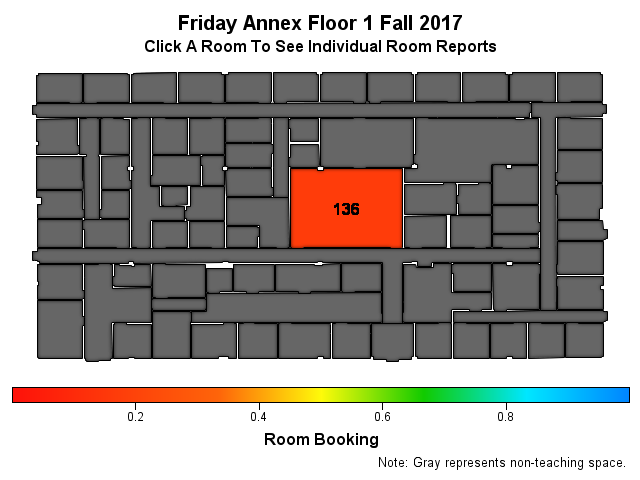 Friday Annex Floor 1 Fall 2017
Click A Room To See Individual Room Reports
136
0.2 0.4 0.6 0.8
Room Booking
Note: Gray represents non-teaching space.